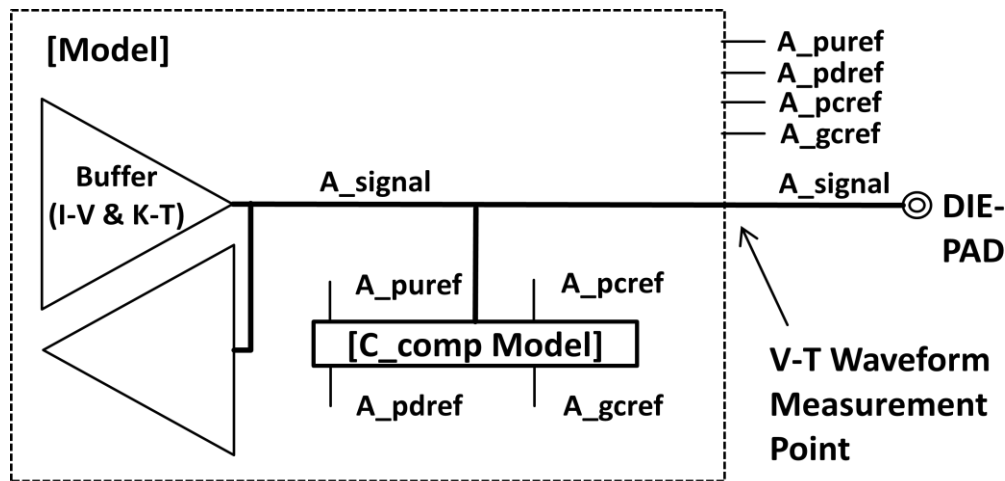 [Model]
A_puref
A_pdref
A_pcref
A_gcref
Buffer
(I-V & K-T)
A_signal
A_signal
DIE-
PAD
A_puref
A_pcref
[C_comp Model]
A_pdref
A_gcref
V-T Waveform
Measurement
Point